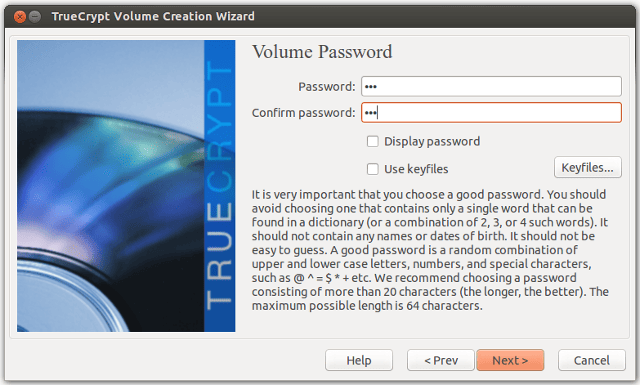 TrueCrypt Volume Creation Wizard
TRUECRYPT
Volume Password
Password: •••
Confirm password: •••
Display password
Use keyfiles
Keyfiles...
It is very important that you choose a good password. You should
avoid choosing one that contains only a single word that can be
found in a dictionary (or a combination of 2, 3, or 4 such words). It
should not contain any names or dates of birth. It should not be
easy to guess. A good password is a random combination of
upper and lower case letters, numbers, and special characters,
such as @ ^ = $ * + etc. We recommend choosing a password
consisting of more than 20 characters (the longer, the better). The
maximum possible length is 64 characters.
Help
< Prev
Next >
Cancel